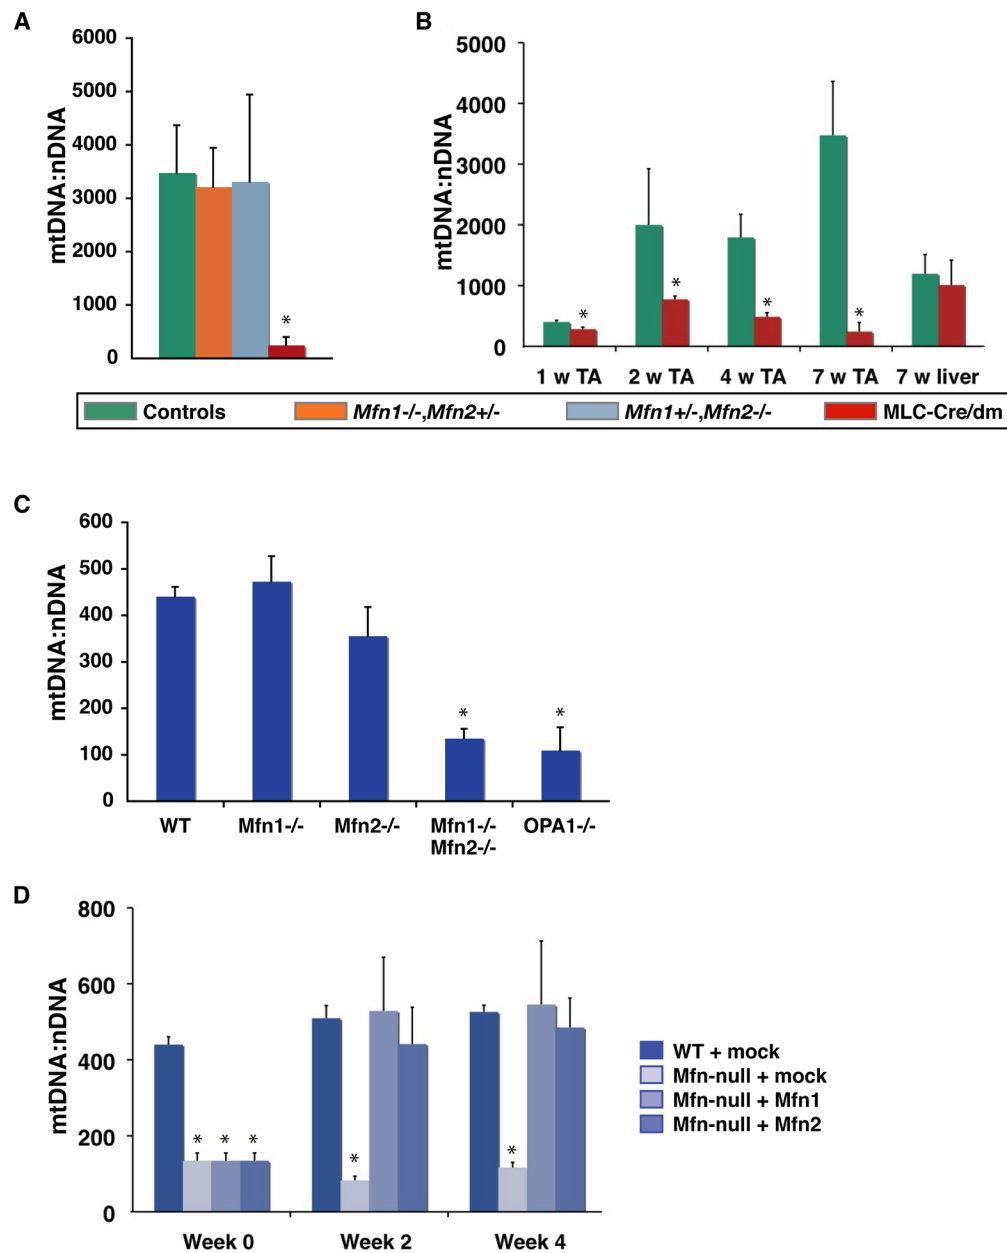 A
6000
5000
4000
3000
2000
1000
0
mtDNA:nDNA
*
B
5000
4000
3000
2000
1000
0
mtDNA:nDNA
*
*
*
*
1 w TA 2 w TA 4 w TA 7 w TA 7 w liver
Controls Mfn1-/-,Mfn2+/- Mfn1+/-,Mfn2-/- MLC-Cre/dm
C
600
500
400
300
200
100
0
mtDNA:nDNA
* *
WT Mfn1-/- Mfn2-/- Mfn1-/- OPA1-/-
Mfn2-/-
D
800
600
400
200
0
mtDNA:nDNA
* * * * *
Week 0 Week 2 Week 4
WT + mock
Mfn-null + mock
Mfn-null + Mfn1
Mfn-null + Mfn2